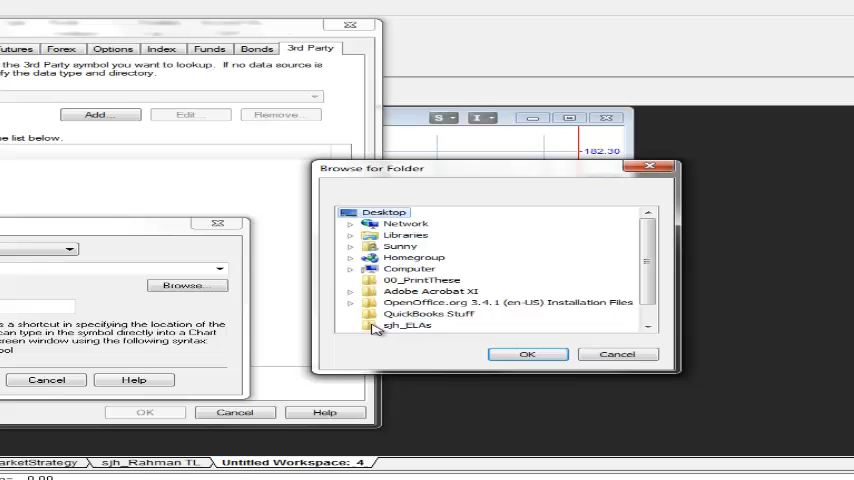 utures Forex Options Index Funds Bonds 3rd Party
the 3rd Party symbol you want to lookup. If no data source is
fy the data type and directory.
Add... Edit... Remove...
he list below.
S I
-182.30
Browse for Folder
Desktop
Network
Libraries
Sunny
Homegroup
Computer
00_PrintThese
Adobe Acrobat XI
OpenOffice.org 3.4.1 (en-US) Installation Files
QuickBooks Stuff
sjh_ELAs
OK Cancel
Browse...
s a shortcut in specifying the location of the
can type in the symbol directly into a Chart
creen window using the following syntax:
ool
Cancel Help
OK Cancel Help
arketStrategy sjh_Rahman TL Untitled Workspace: 4
0.00